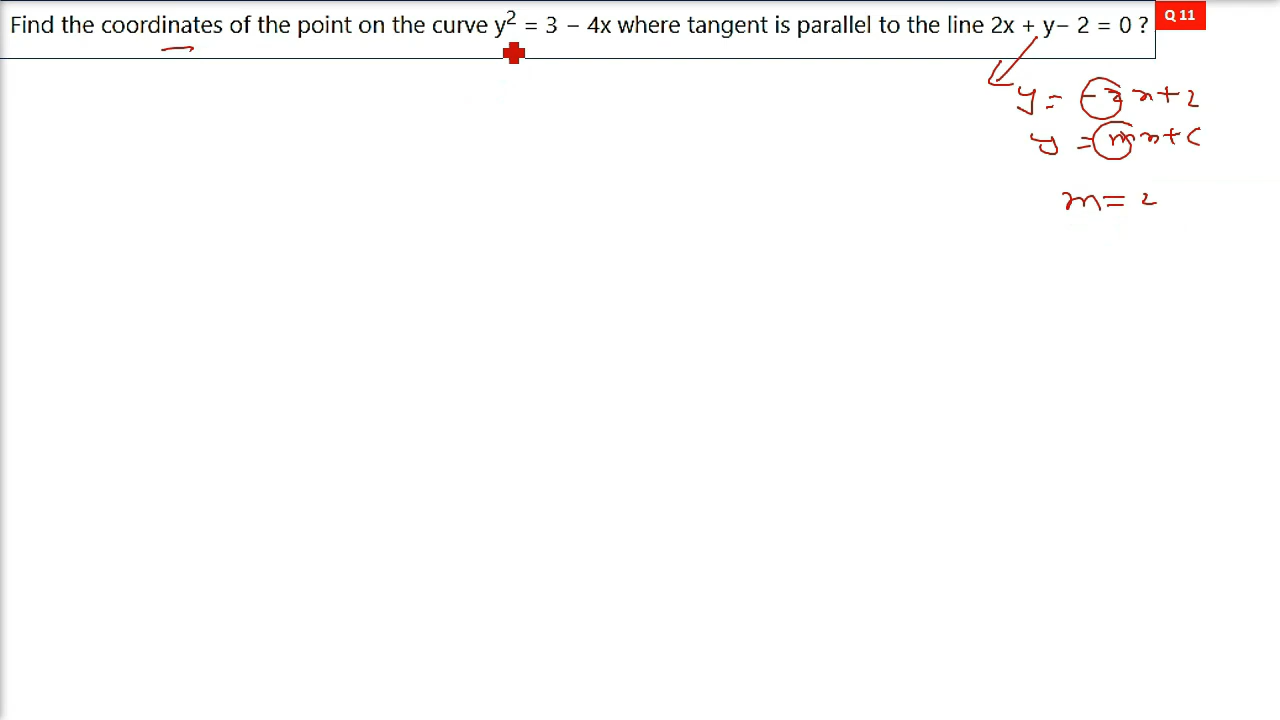 Find the coordinates of the point on the curve y² = 3 − 4x where tangent is parallel to the line 2x + y− 2 = 0 ?
Q 11
y = −2x+2
y = mx+c
m= 2